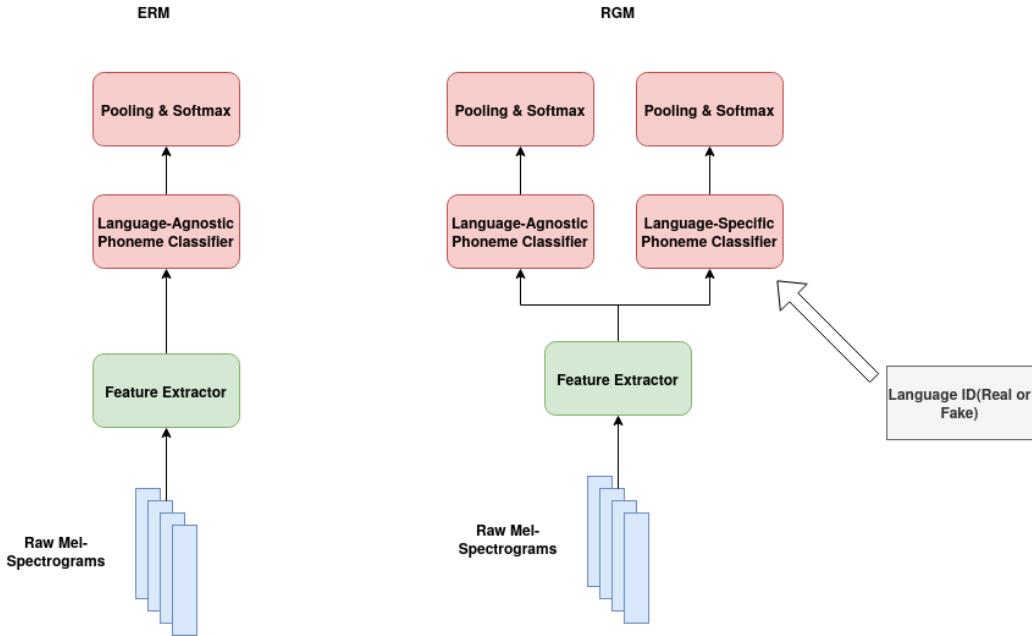 ERM
Pooling & Softmax
Language-Agnostic
Phoneme Classifier
Feature Extractor
Raw Mel-
Spectrograms
RGM
Pooling & Softmax
Pooling & Softmax
Language-Agnostic
Phoneme Classifier
Language-Specific
Phoneme Classifier
Feature Extractor
Language ID(Real or
Fake)
Raw Mel-
Spectrograms